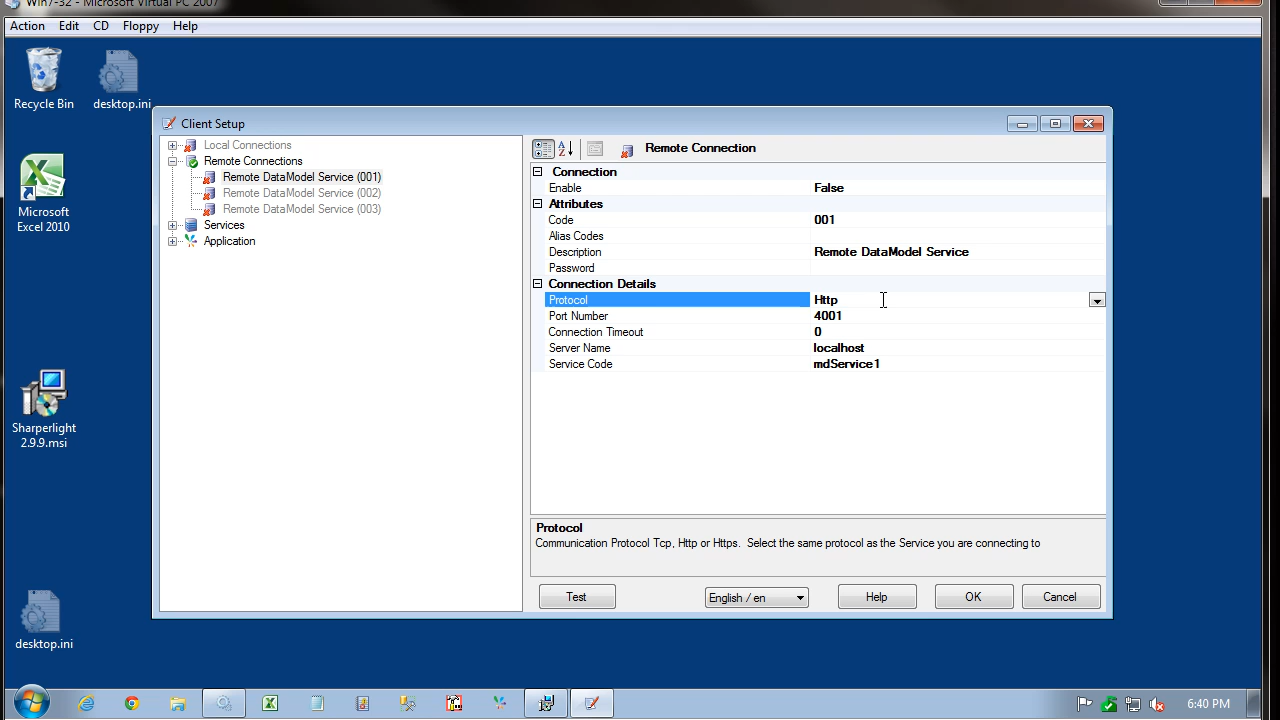 Win7-32 - Microsoft Virtual PC 2007
Action Edit CD Floppy Help
Recycle Bin
desktop.ini
Microsoft
Excel 2010
Sharperlight
2.9.9.msi
desktop.ini
Client Setup
Local Connections
Remote Connections
Remote DataModel Service (001)
Remote DataModel Service (002)
Remote DataModel Service (003)
Services
Application
Remote Connection
Connection
Enable False
Attributes
Code 001
Alias Codes
Description Remote DataModel Service
Password
Connection Details
Protocol Http
Port Number 4001
Connection Timeout 0
Server Name localhost
Service Code mdService1
Protocol
Communication Protocol Tcp, Http or Https. Select the same protocol as the Service you are connecting to
Test English / en Help OK Cancel
6:40 PM